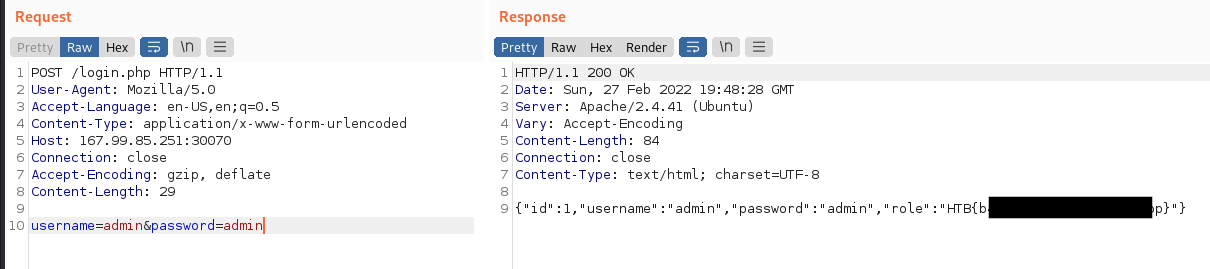 Request
Pretty Raw Hex \n
1 POST /login.php HTTP/1.1
2 User-Agent: Mozilla/5.0
3 Accept-Language: en-US,en;q=0.5
4 Content-Type: application/x-www-form-urlencoded
5 Host: 167.99.85.251:30070
6 Connection: close
7 Accept-Encoding: gzip, deflate
8 Content-Length: 29
9
10 username=admin&password=admin
Response
Pretty Raw Hex Render \n
1 HTTP/1.1 200 OK
2 Date: Sun, 27 Feb 2022 19:48:28 GMT
3 Server: Apache/2.4.41 (Ubuntu)
4 Vary: Accept-Encoding
5 Content-Length: 84
6 Connection: close
7 Content-Type: text/html; charset=UTF-8
8
9 {"id":1,"username":"admin","password":"admin","role":"HTB{b p}"}